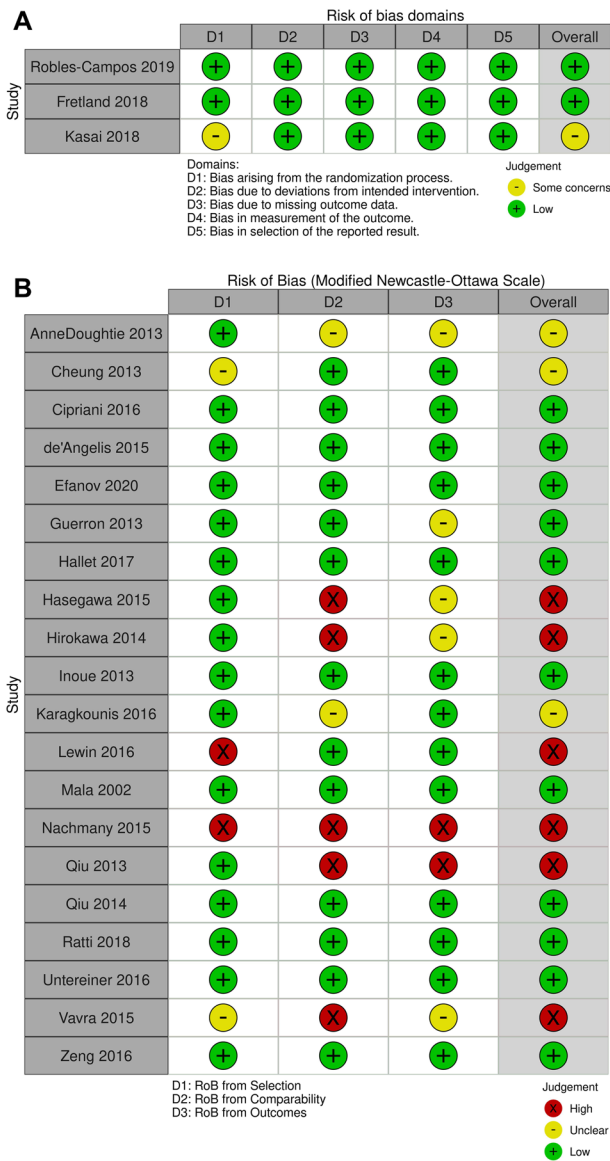 A
Risk of bias domains
D1 D2 D3 D4 D5 Overall
Study
Robles-Campos 2019 + + + + + +
Fretland 2018 + + + + + +
Kasai 2018 - + + + + -
Domains:
D1: Bias arising from the randomization process.
D2: Bias due to deviations from intended intervention.
D3: Bias due to missing outcome data.
D4: Bias in measurement of the outcome.
D5: Bias in selection of the reported result.
Judgement
- Some concerns
+ Low
B
Risk of Bias (Modified Newcastle-Ottawa Scale)
D1 D2 D3 Overall
Study
AnneDoughtie 2013 + - - -
Cheung 2013 - + + -
Cipriani 2016 + + + +
de'Angelis 2015 + + + +
Efanov 2020 + + + +
Guerron 2013 + + - +
Hallet 2017 + + + +
Hasegawa 2015 + X - X
Hirokawa 2014 + X - X
Inoue 2013 + + + +
Karagkounis 2016 + - + -
Lewin 2016 X + + X
Mala 2002 + + + +
Nachmany 2015 X X X X
Qiu 2013 + X X X
Qiu 2014 + + + +
Ratti 2018 + + + +
Untereiner 2016 + + + +
Vavra 2015 - X - X
Zeng 2016 + + + +
D1: RoB from Selection
D2: RoB from Comparability
D3: RoB from Outcomes
Judgement
X High
- Unclear
+ Low